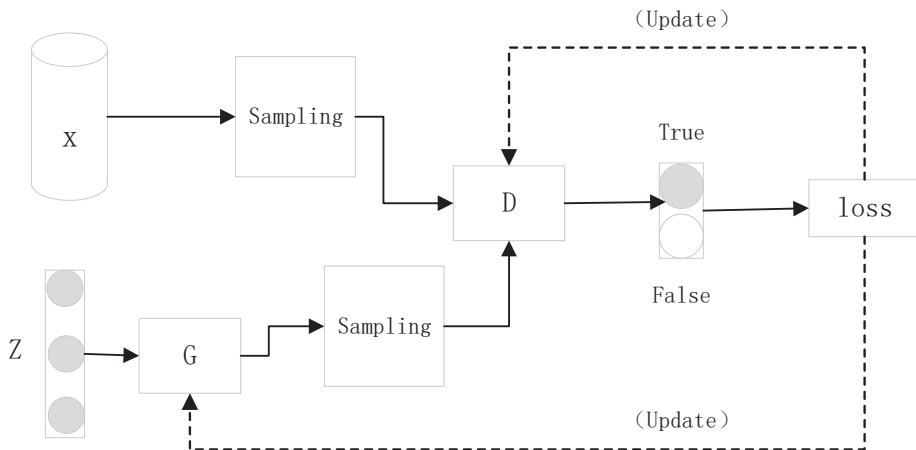 (Update)
Sampling
True
x
D
loss
False
Sampling
Z
G
(Update)